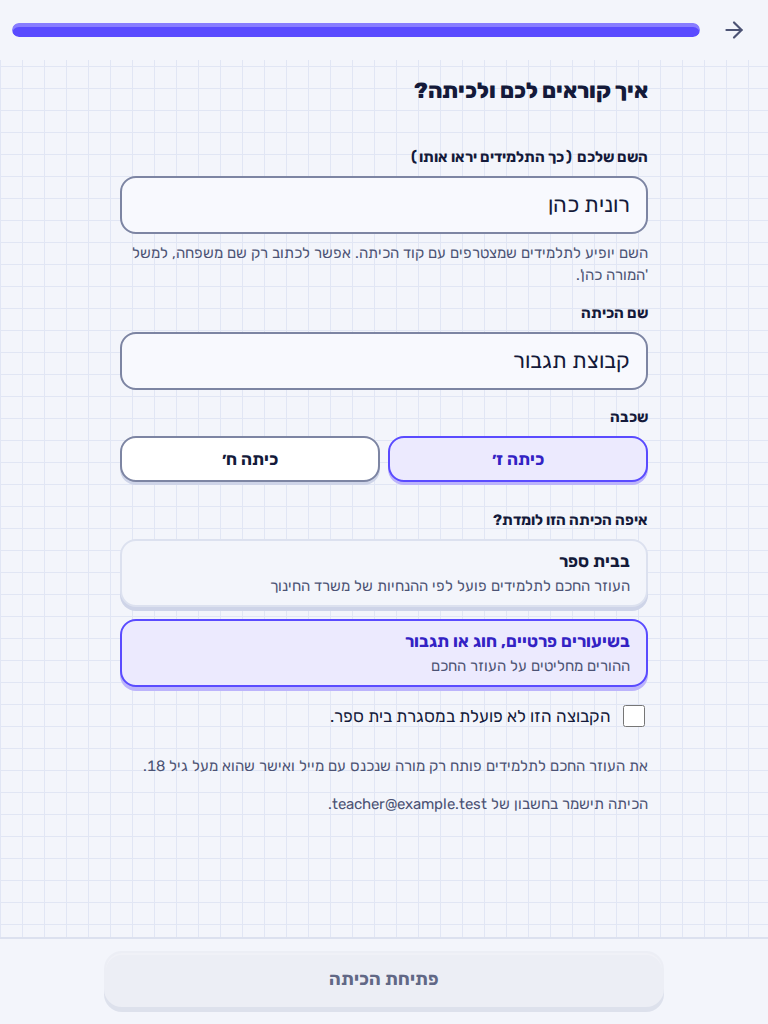 איך קוראים לכם ולכיתה?
השם שלכם (כך התלמידים יראו אותו)
רונית כהן
השם יופיע לתלמידים שמצטרפים עם קוד הכיתה. אפשר לכתוב רק שם משפחה, למשל
'המורה כהן'.
שם הכיתה
קבוצת תגבור
שכבה
כיתה ז׳
כיתה ח׳
איפה הכיתה הזו לומדת?
בבית ספר
העוזר החכם לתלמידים פועל לפי ההנחיות של משרד החינוך
בשיעורים פרטיים, חוג או תגבור
ההורים מחליטים על העוזר החכם
הקבוצה הזו לא פועלת במסגרת בית ספר.
את העוזר החכם לתלמידים פותח רק מורה שנכנס עם מייל ואישר שהוא מעל גיל 18.
הכיתה תישמר בחשבון של teacher@example.test.
פתיחת הכיתה